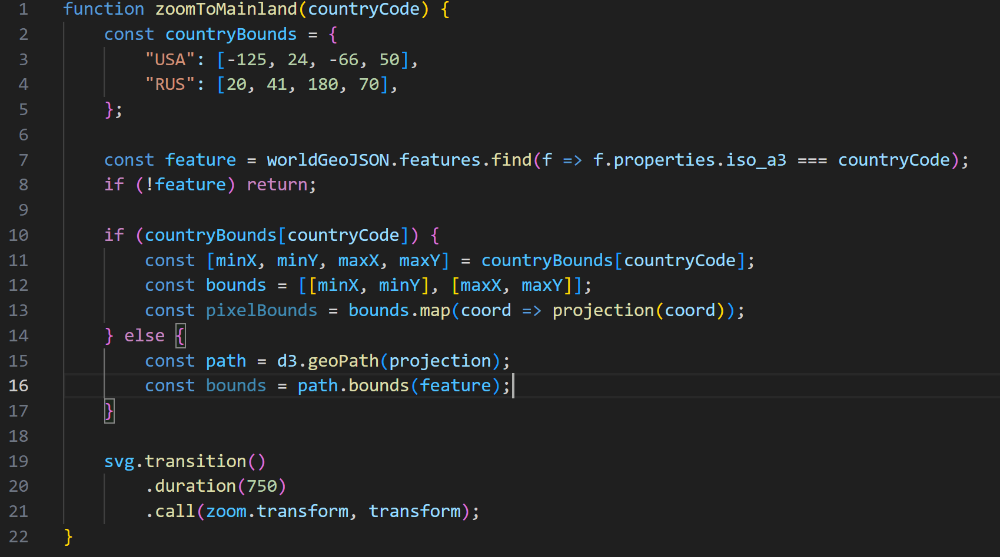 1 function zoomToMainland(countryCode) {
2     const countryBounds = {
3         "USA": [-125, 24, -66, 50],
4         "RUS": [20, 41, 180, 70],
5     };
6
7     const feature = worldGeoJSON.features.find(f => f.properties.iso_a3 === countryCode);
8     if (!feature) return;
9
10     if (countryBounds[countryCode]) {
11         const [minX, minY, maxX, maxY] = countryBounds[countryCode];
12         const bounds = [[minX, minY], [maxX, maxY]];
13         const pixelBounds = bounds.map(coord => projection(coord));
14     } else {
15         const path = d3.geoPath(projection);
16         const bounds = path.bounds(feature);
17     }
18
19     svg.transition()
20         .duration(750)
21         .call(zoom.transform, transform);
22 }